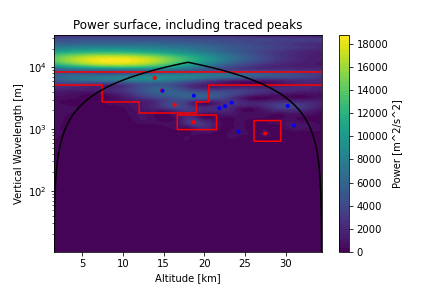 Power surface, including traced peaks
Vertical Wavelength [m]
10^4
10^3
10^2
5 10 15 20 25 30
Altitude [km]
18000
16000
14000
12000
10000
8000
6000
4000
2000
0
Power [m^2/s^2]